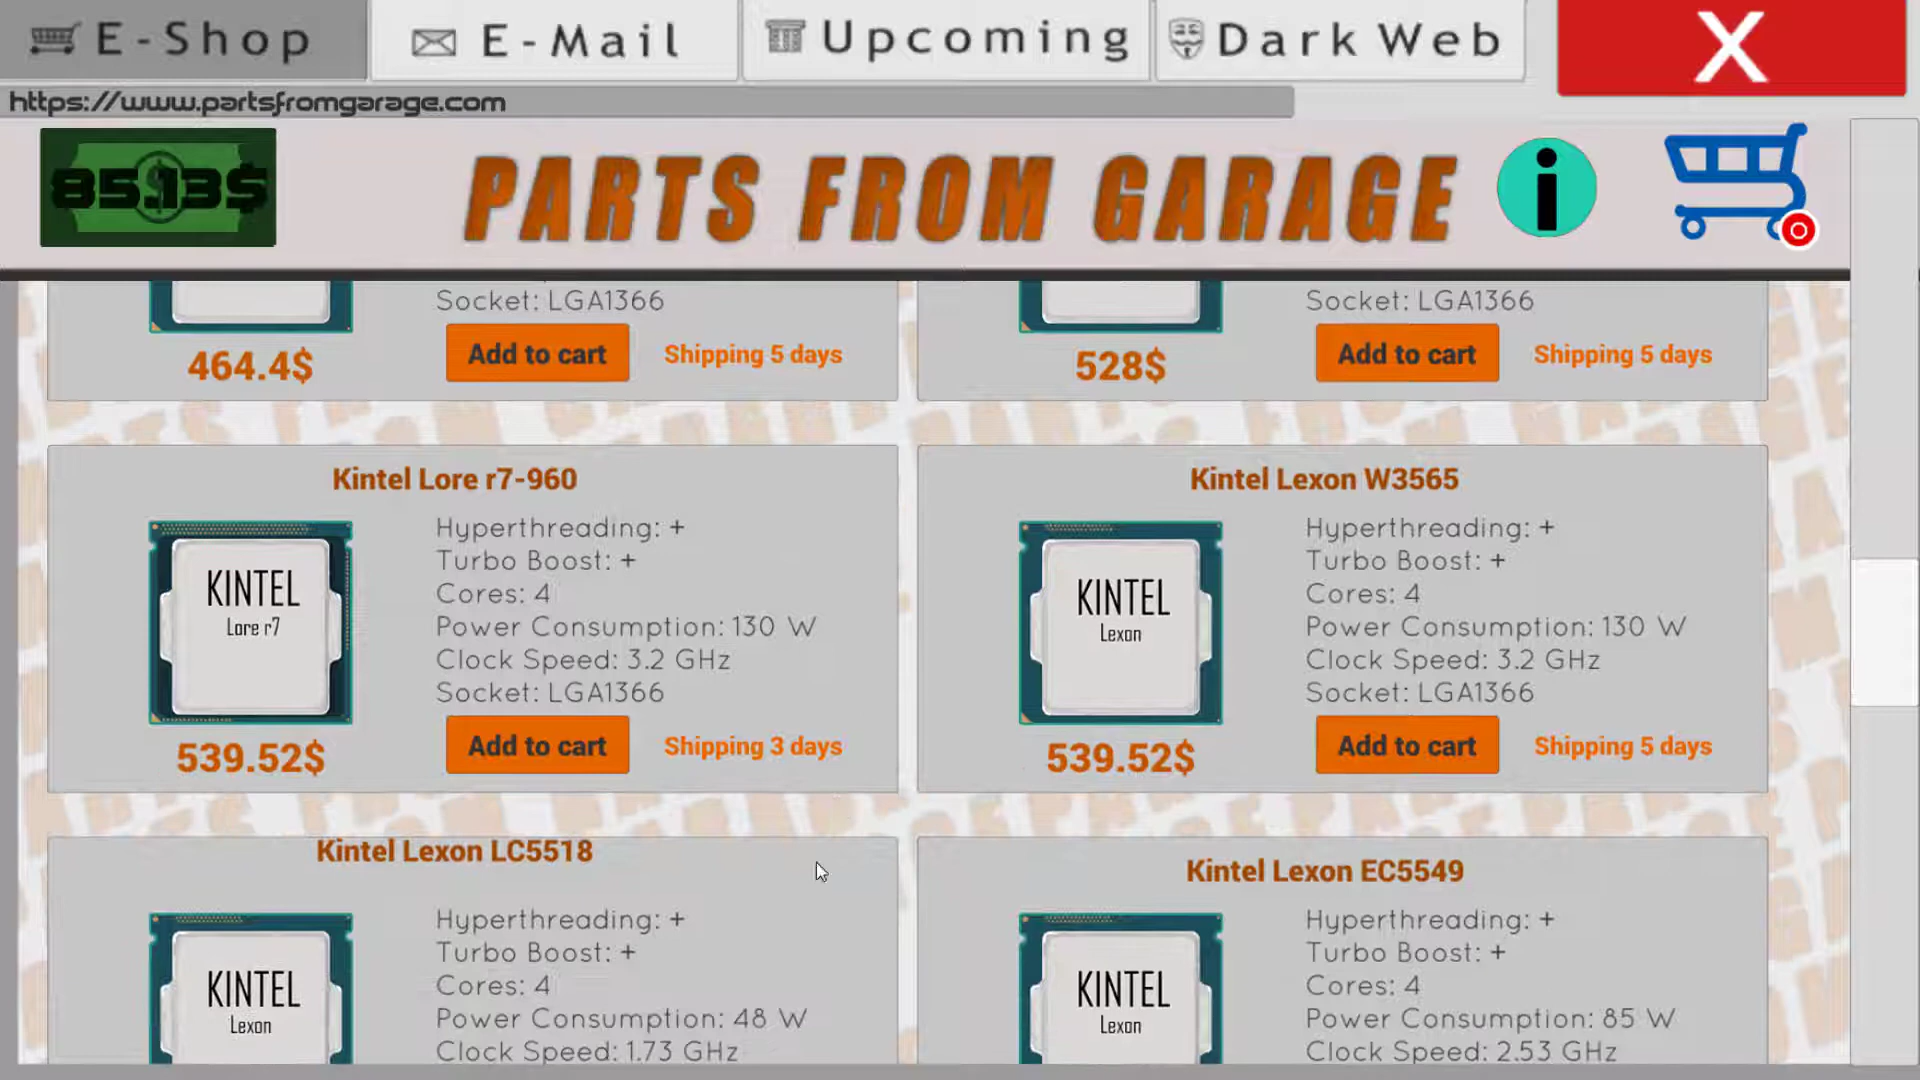 E-Shop
E-Mail
Upcoming
Dark Web
X
https://www.partsfromgarage.com
85.13$
PARTS FROM GARAGE
i
0
Socket: LGA1366
464.4$
Add to cart
Shipping 5 days
Socket: LGA1366
528$
Add to cart
Shipping 5 days
Kintel Lore r7-960
KINTEL
Lore r7
Hyperthreading: +
Turbo Boost: +
Cores: 4
Power Consumption: 130 W
Clock Speed: 3.2 GHz
Socket: LGA1366
539.52$
Add to cart
Shipping 3 days
Kintel Lexon W3565
KINTEL
Lexon
Hyperthreading: +
Turbo Boost: +
Cores: 4
Power Consumption: 130 W
Clock Speed: 3.2 GHz
Socket: LGA1366
539.52$
Add to cart
Shipping 5 days
Kintel Lexon LC5518
KINTEL
Lexon
Hyperthreading: +
Turbo Boost: +
Cores: 4
Power Consumption: 48 W
Clock Speed: 1.73 GHz
Kintel Lexon EC5549
KINTEL
Lexon
Hyperthreading: +
Turbo Boost: +
Cores: 4
Power Consumption: 85 W
Clock Speed: 2.53 GHz